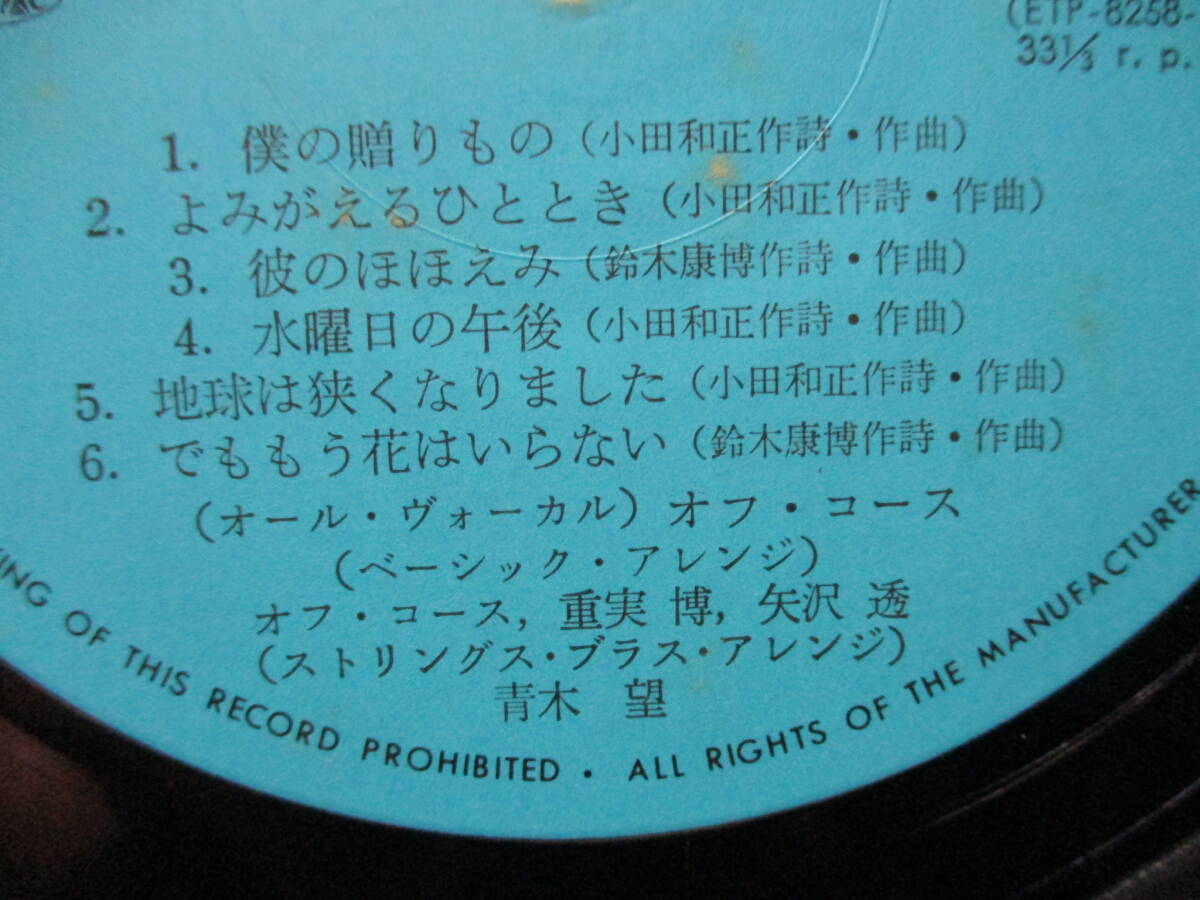 (ETP-8258-
33⅓ r. p.
1. 僕の贈りもの（小田和正作詩・作曲）
2. よみがえるひととき（小田和正作詩・作曲）
3. 彼のほほえみ（鈴木康博作詩・作曲）
4. 水曜日の午後（小田和正作詩・作曲）
5. 地球は狭くなりました（小田和正作詩・作曲）
6. でももう花はいらない（鈴木康博作詩・作曲）
（オール・ヴォーカル）オフ・コース
（ベーシック・アレンジ）
オフ・コース, 重実 博, 矢沢 透
（ストリングス・ブラス・アレンジ）
青木 望
ING OF THIS RECORD PROHIBITED • ALL RIGHTS OF THE MANUFACTURER